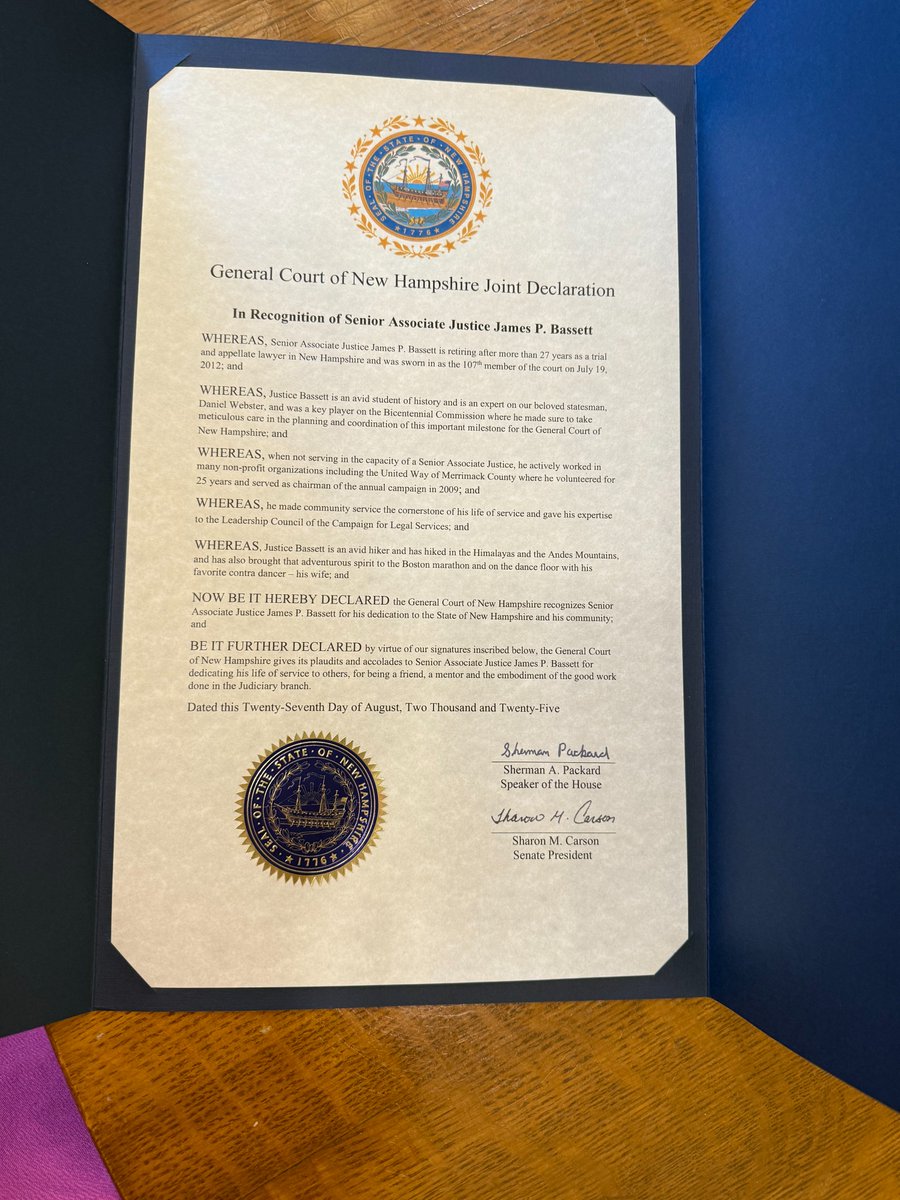 SEAL OF THE STATE OF NEW HAMPSHIRE
★ 1776 ★
General Court of New Hampshire Joint Declaration
In Recognition of Senior Associate Justice James P. Bassett
WHEREAS, Senior Associate Justice James P. Bassett is retiring after more than 27 years as a trial
and appellate lawyer in New Hampshire and was sworn in as the 107th member of the court on July 19,
2012; and
WHEREAS, Justice Bassett is an avid student of history and is an expert on our beloved statesman,
Daniel Webster, and was a key player on the Bicentennial Commission where he made sure to take
meticulous care in the planning and coordination of this important milestone for the General Court of
New Hampshire; and
WHEREAS, when not serving in the capacity of a Senior Associate Justice, he actively worked in
many non-profit organizations including the United Way of Merrimack County where he volunteered for
25 years and served as chairman of the annual campaign in 2009; and
WHEREAS, he made community service the cornerstone of his life of service and gave his expertise
to the Leadership Council of the Campaign for Legal Services; and
WHEREAS, Justice Bassett is an avid hiker and has hiked in the Himalayas and the Andes Mountains,
and has also brought that adventurous spirit to the Boston marathon and on the dance floor with his
favorite contra dancer – his wife; and
NOW BE IT HEREBY DECLARED the General Court of New Hampshire recognizes Senior
Associate Justice James P. Bassett for his dedication to the State of New Hampshire and his community;
and
BE IT FURTHER DECLARED by virtue of our signatures inscribed below, the General Court
of New Hampshire gives its plaudits and accolades to Senior Associate Justice James P. Bassett for
dedicating his life of service to others, for being a friend, a mentor and the embodiment of the good work
done in the Judiciary branch.
Dated this Twenty-Seventh Day of August, Two Thousand and Twenty-Five
SEAL OF THE STATE OF NEW HAMPSHIRE
★ 1776 ★
Sherman Packard
Sherman A. Packard
Speaker of the House
Sharon M. Carson
Sharon M. Carson
Senate President